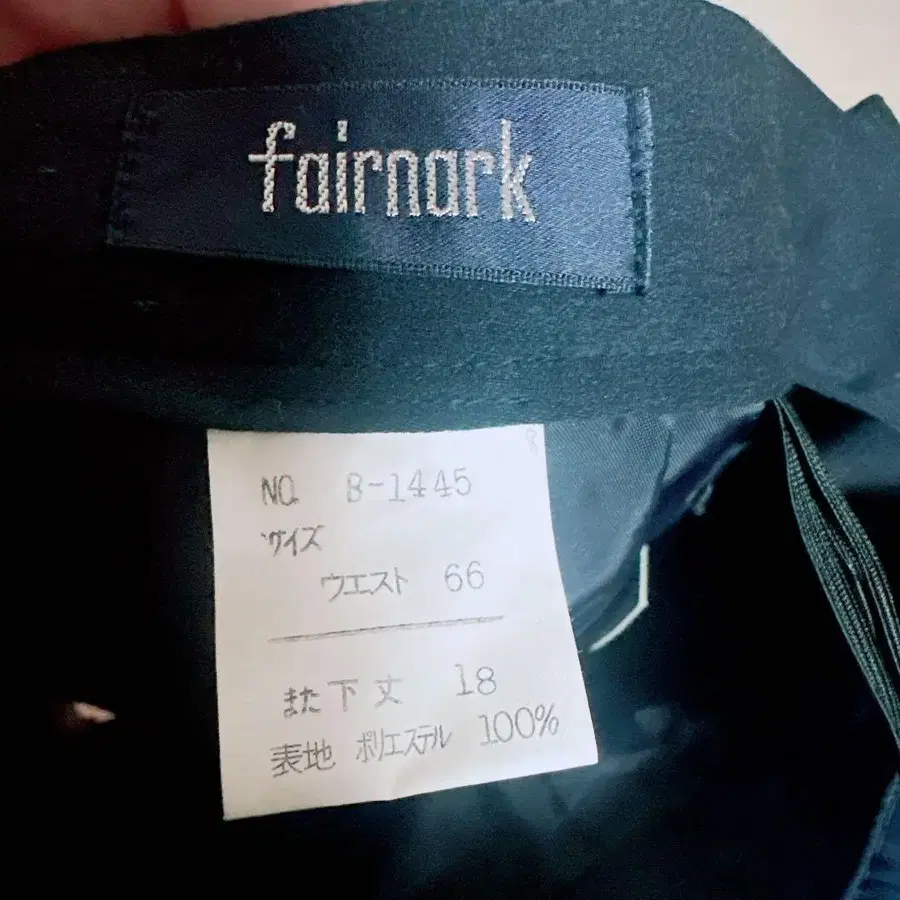 fairnark
NO. B-1445
サイズ
ウエスト 66
また下丈 18
表地 ポリエステル 100%